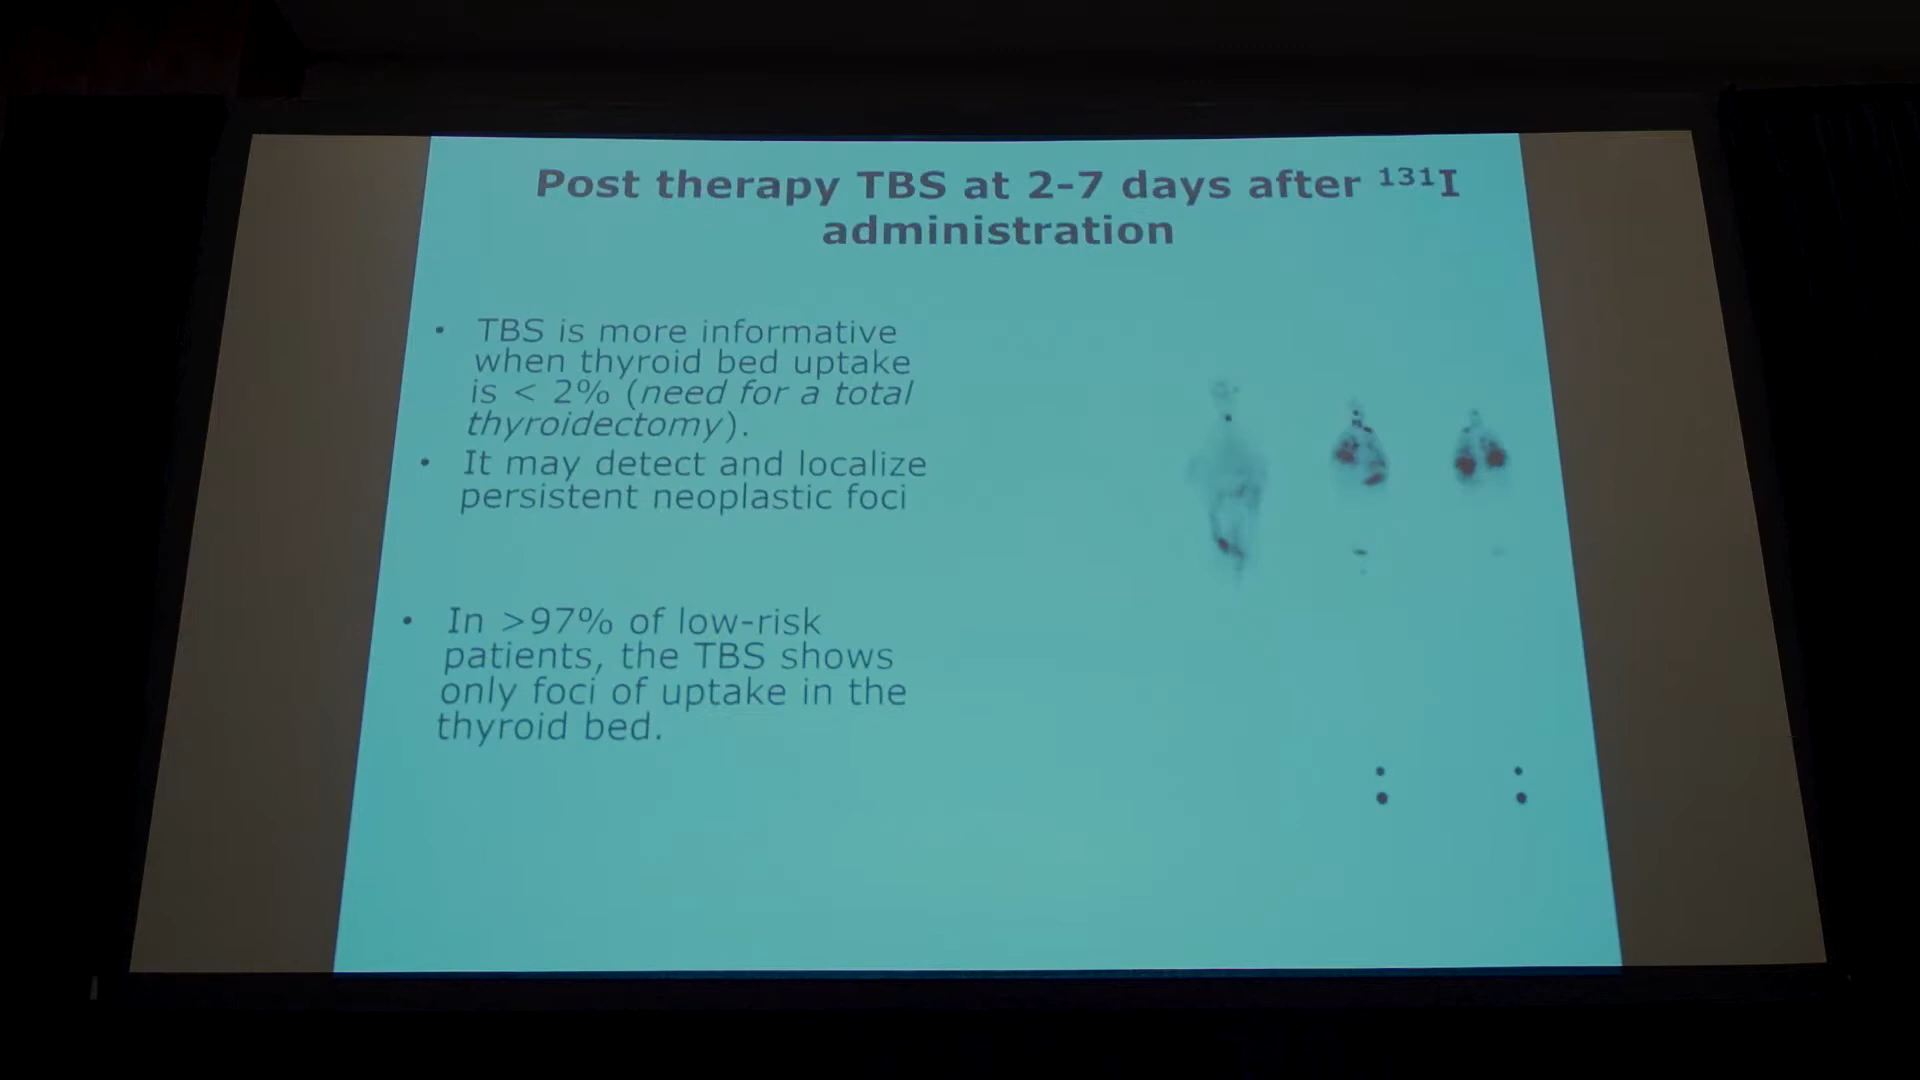 Post therapy TBS at 2-7 days after ¹³¹I
administration
• TBS is more informative
when thyroid bed uptake
is < 2% (need for a total
thyroidectomy).
• It may detect and localize
persistent neoplastic foci
• In >97% of low-risk
patients, the TBS shows
only foci of uptake in the
thyroid bed.